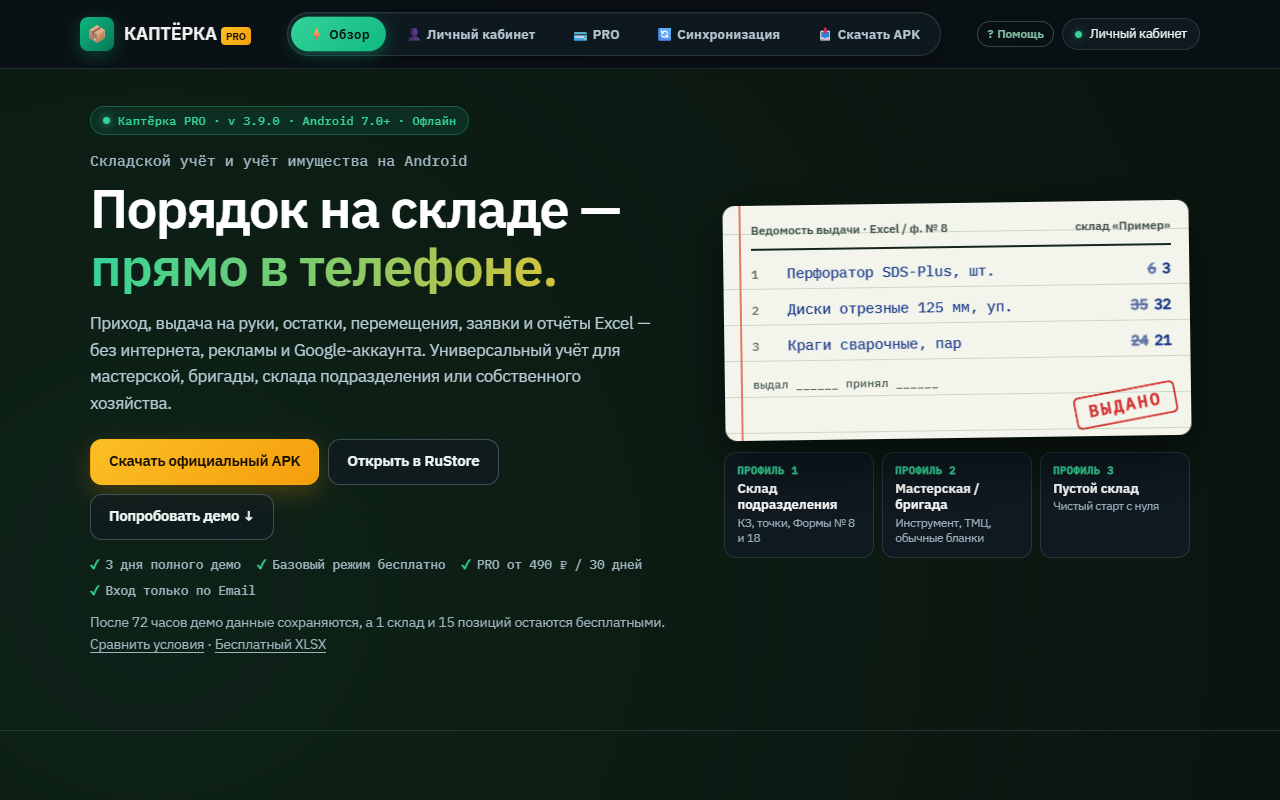 КАПТЁРКА PRO
Обзор
Личный кабинет
PRO
Синхронизация
Скачать APK
? Помощь
Личный кабинет
Каптёрка PRO · v 3.9.0 · Android 7.0+ · Офлайн
Складской учёт и учёт имущества на Android
Порядок на складе —
прямо в телефоне.
Приход, выдача на руки, остатки, перемещения, заявки и отчёты Excel —
без интернета, рекламы и Google-аккаунта. Универсальный учёт для
мастерской, бригады, склада подразделения или собственного
хозяйства.
Скачать официальный APK
Открыть в RuStore
Попробовать демо ↓
✓ 3 дня полного демо ✓ Базовый режим бесплатно ✓ PRO от 490 ₽ / 30 дней
✓ Вход только по Email
После 72 часов демо данные сохраняются, а 1 склад и 15 позиций остаются бесплатными.
Сравнить условия · Бесплатный XLSX
Ведомость выдачи · Excel / ф. № 8 склад «Пример»
1 Перфоратор SDS-Plus, шт. 6 3
2 Диски отрезные 125 мм, уп. 35 32
3 Краги сварочные, пар 24 21
выдал ______ принял ______
ВЫДАНО
ПРОФИЛЬ 1
Склад
подразделения
КЗ, точки, Формы № 8
и 18
ПРОФИЛЬ 2
Мастерская /
бригада
Инструмент, ТМЦ,
обычные бланки
ПРОФИЛЬ 3
Пустой склад
Чистый старт с нуля